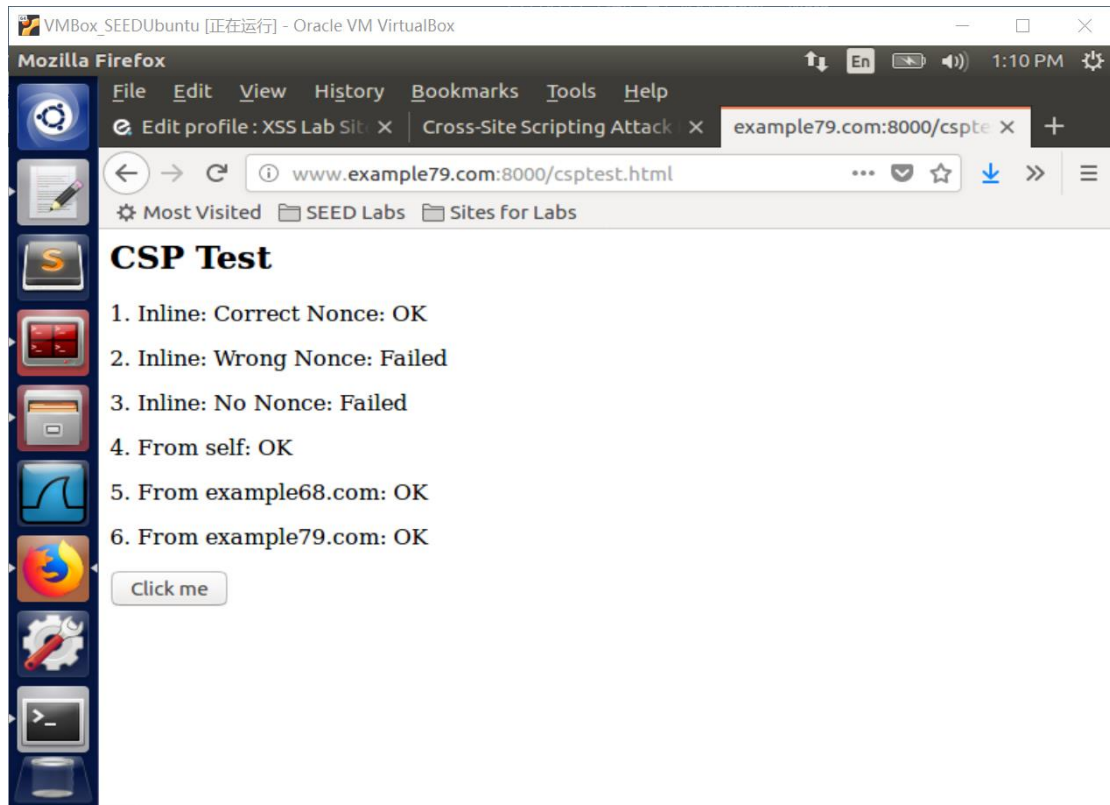 VMBox_SEEDUbuntu [正在运行] - Oracle VM VirtualBox
Mozilla Firefox En 1:10 PM
File Edit View History Bookmarks Tools Help
Edit profile : XSS Lab Sit Cross-Site Scripting Attack example79.com:8000/cspte
www.example79.com:8000/csptest.html
Most Visited SEED Labs Sites for Labs
CSP Test
1. Inline: Correct Nonce: OK
2. Inline: Wrong Nonce: Failed
3. Inline: No Nonce: Failed
4. From self: OK
5. From example68.com: OK
6. From example79.com: OK
Click me